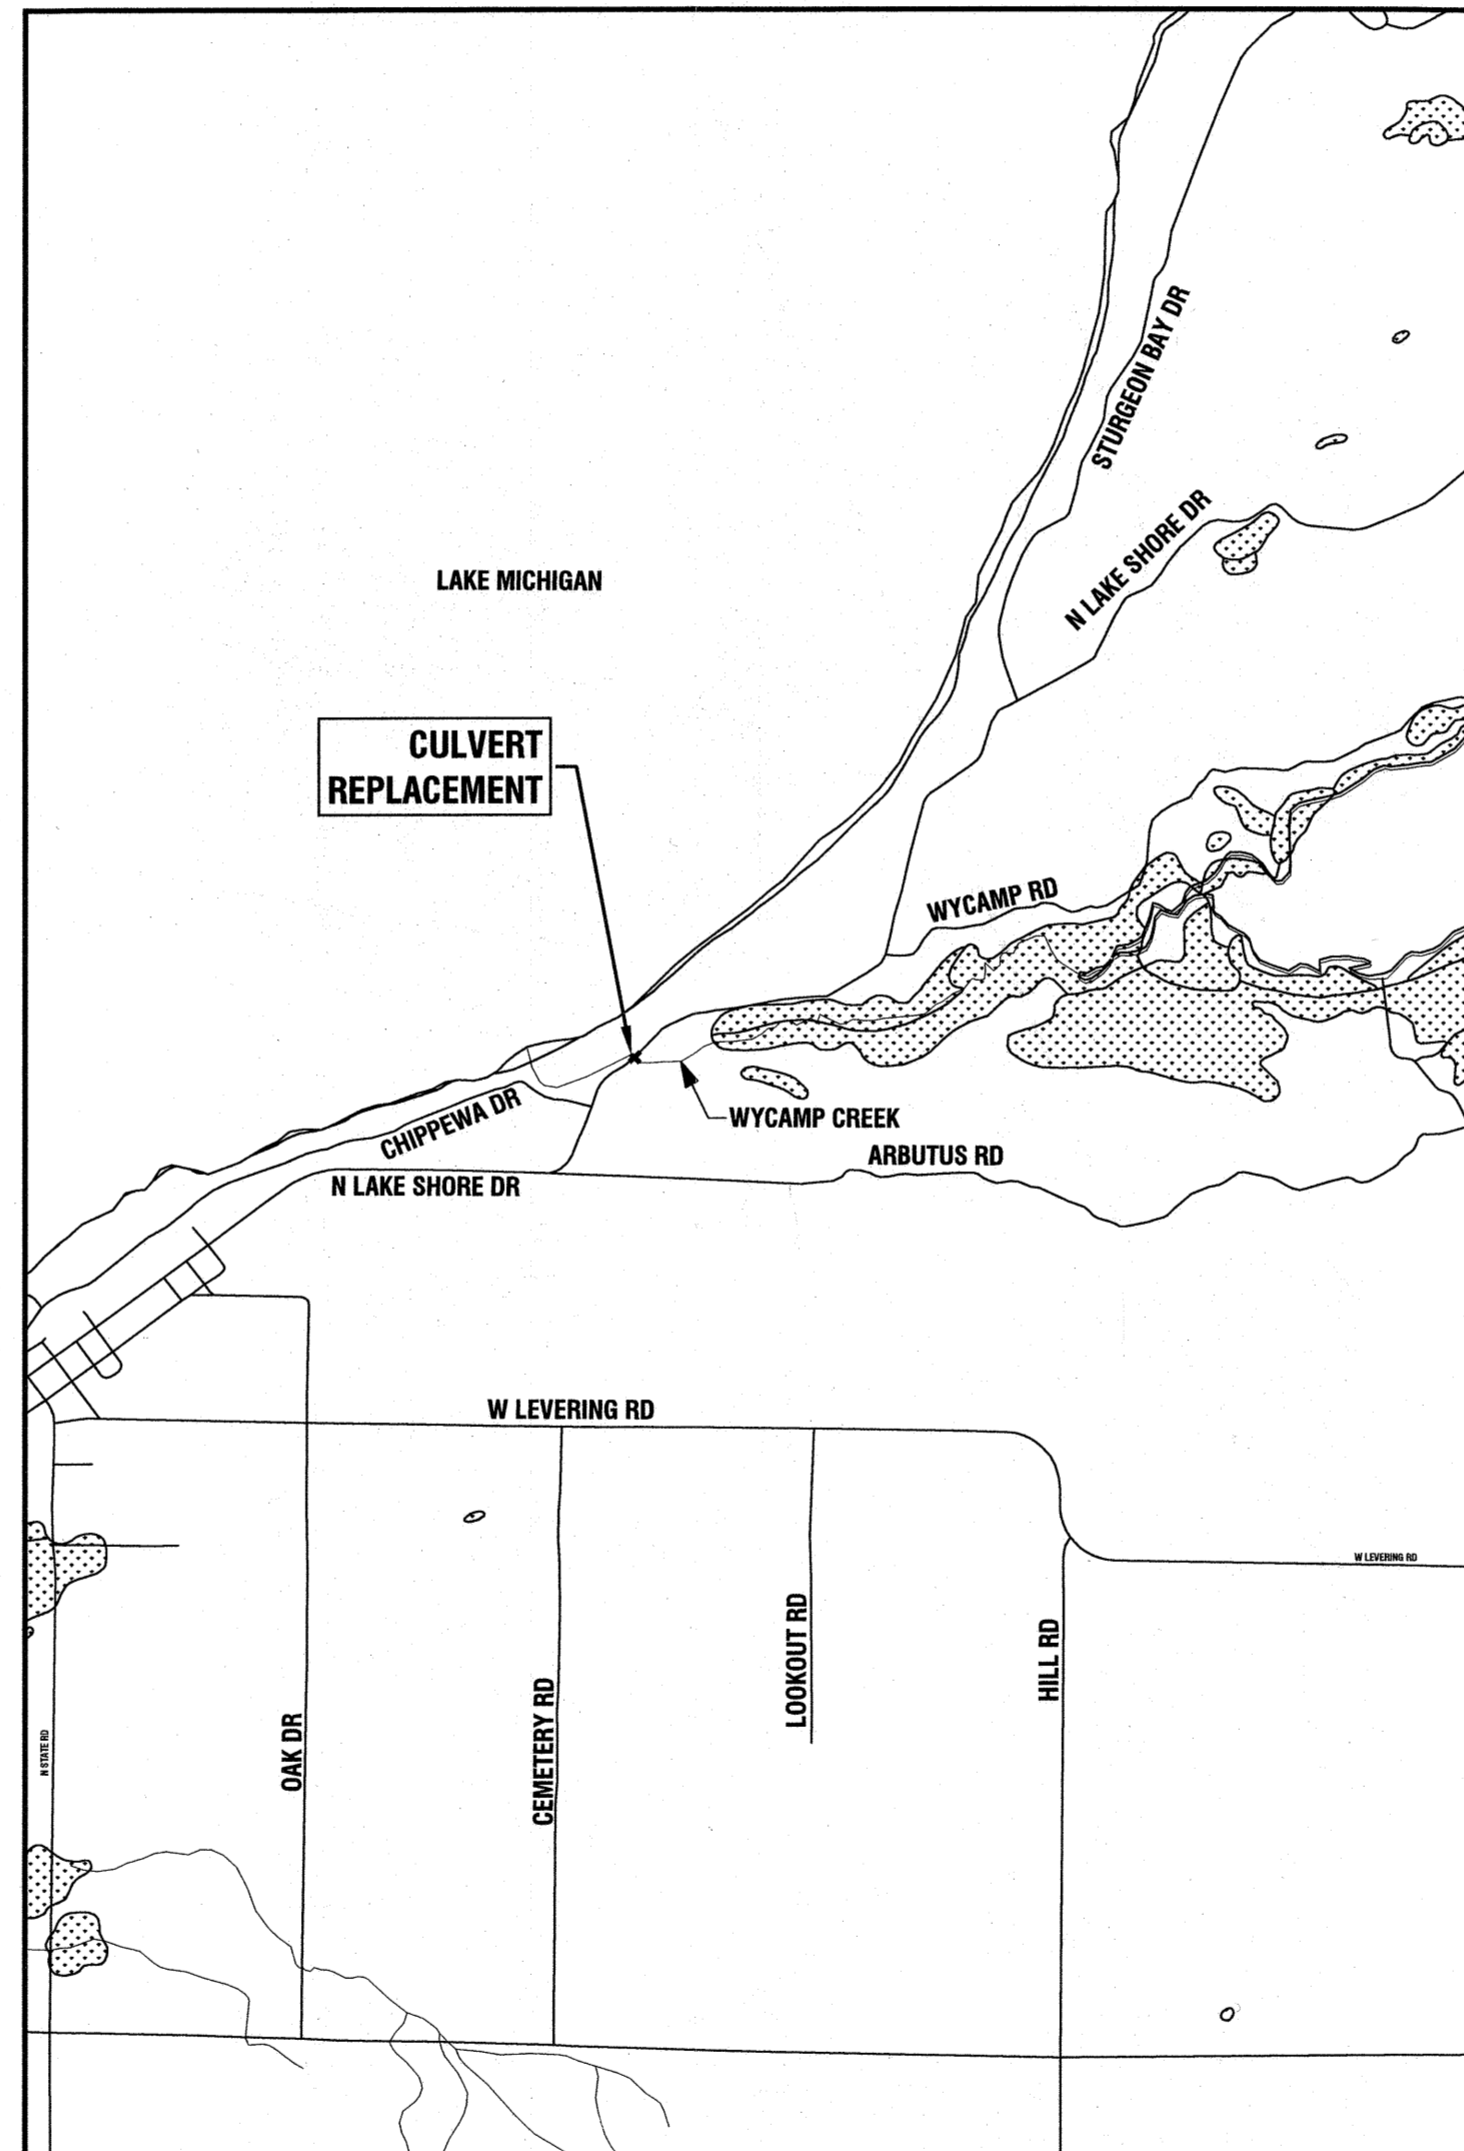 STURGEON BAY DR
N LAKE SHORE DR
LAKE MICHIGAN
CULVERT
REPLACEMENT
WYCAMP RD
CHIPPEWA DR
WYCAMP CREEK
ARBUTUS RD
N LAKE SHORE DR
W LEVERING RD
W LEVERING RD
LOOKOUT RD
HILL RD
CEMETERY RD
OAK DR
N STATE RD